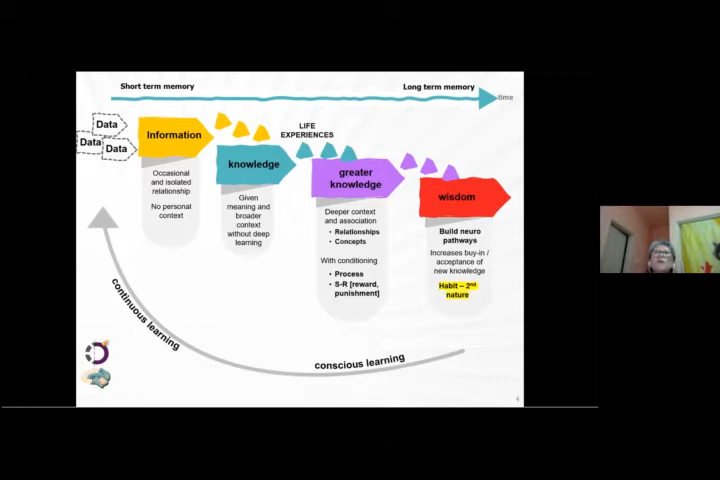 Short term memory
Long term memory
time
Data
Data
Data
Information
LIFE
EXPERIENCES
knowledge
greater
knowledge
wisdom
Occasional
and isolated
relationship
No personal
context
Given
meaning and
broader
context
without deep
learning
Deeper context
and association
• Relationships
• Concepts
With conditioning
• Process
• S-R [reward,
punishment]
Build neuro
pathways
Increases buy-in /
acceptance of
new knowledge
Habit – 2nd
nature
continuous learning
conscious learning
4